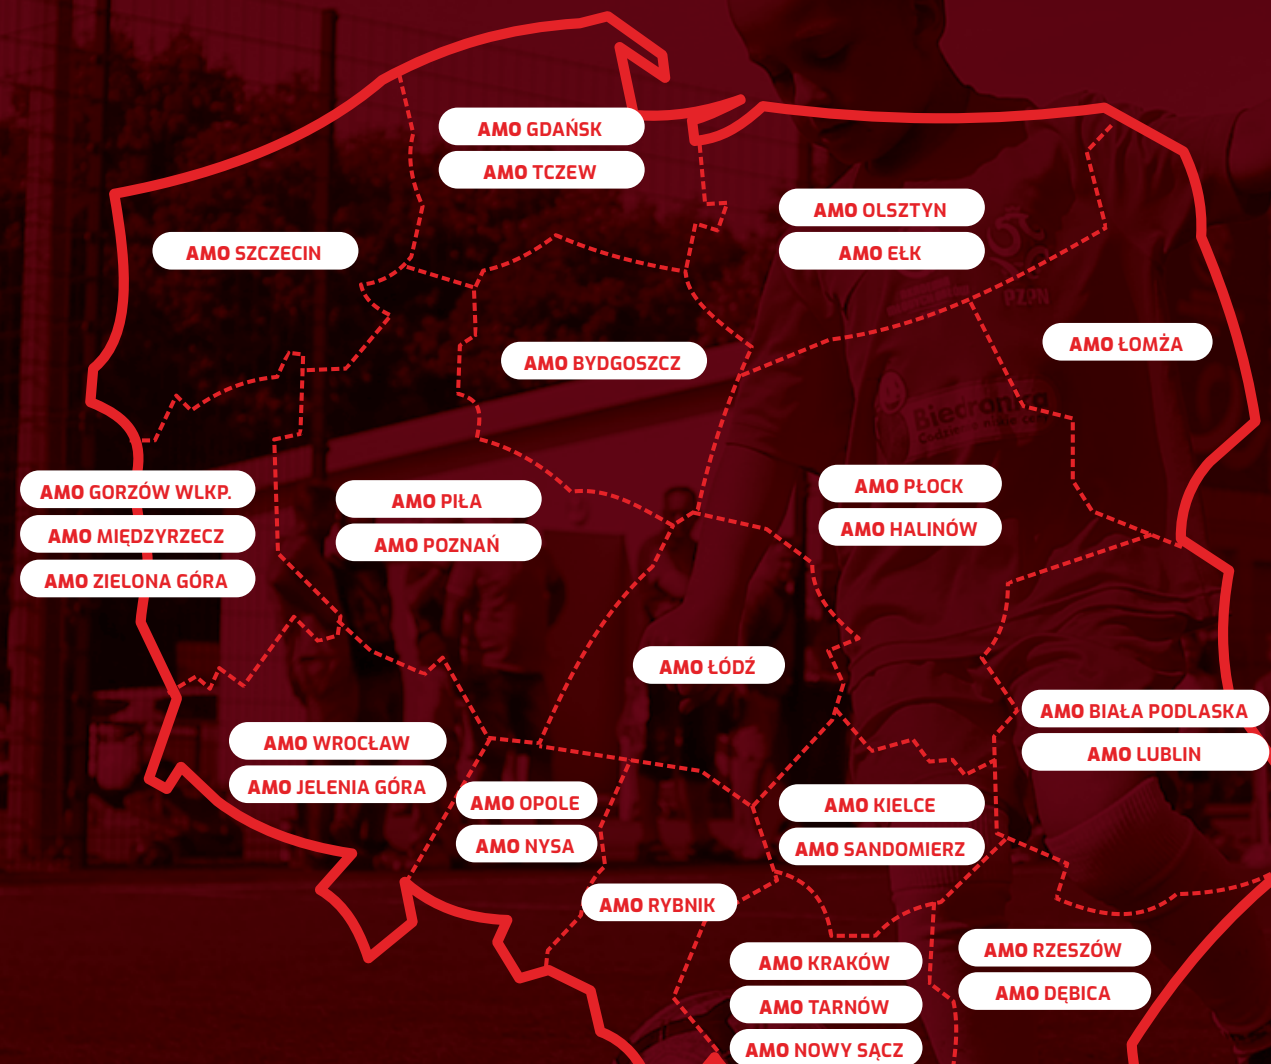 AMO GDAŃSK
AMO TCZEW
AMO OLSZTYN
AMO EŁK
AMO SZCZECIN
PZPN
AMO ŁOMŻA
AMO BYDGOSZCZ
Biedronka
AMO GORZÓW WLKP.
AMO MIĘDZYRZECZ
AMO ZIELONA GÓRA
AMO PIŁA
AMO POZNAŃ
AMO PŁOCK
AMO HALINÓW
AMO ŁÓDŹ
AMO BIAŁA PODLASKA
AMO LUBLIN
AMO WROCŁAW
AMO JELENIA GÓRA
AMO OPOLE
AMO NYSA
AMO KIELCE
AMO SANDOMIERZ
AMO RYBNIK
AMO KRAKÓW
AMO TARNÓW
AMO NOWY SĄCZ
AMO RZESZÓW
AMO DĘBICA